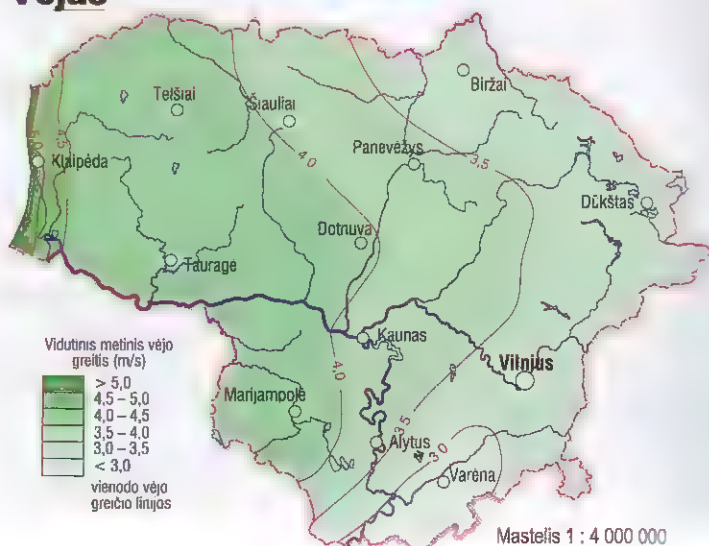 Vėjas
Biržai
Telšiai
Šiauliai
4,0
5,0
4,5
Klaipėda
Panevėžys
3,5
Dūkštas
Dotnuva
Tauragė
Kaunas
Vidutinis metinis vėjo
greitis (m/s)
> 5,0
4,5 – 5,0
4,0 – 4,5
3,5 – 4,0
3,0 – 3,5
< 3,0
vienodo vėjo
greičio linijos
4,0
Vilnius
Marijampolė
3,5
Alytus
3,0
Varėna
Mastelis 1 : 4 000 000